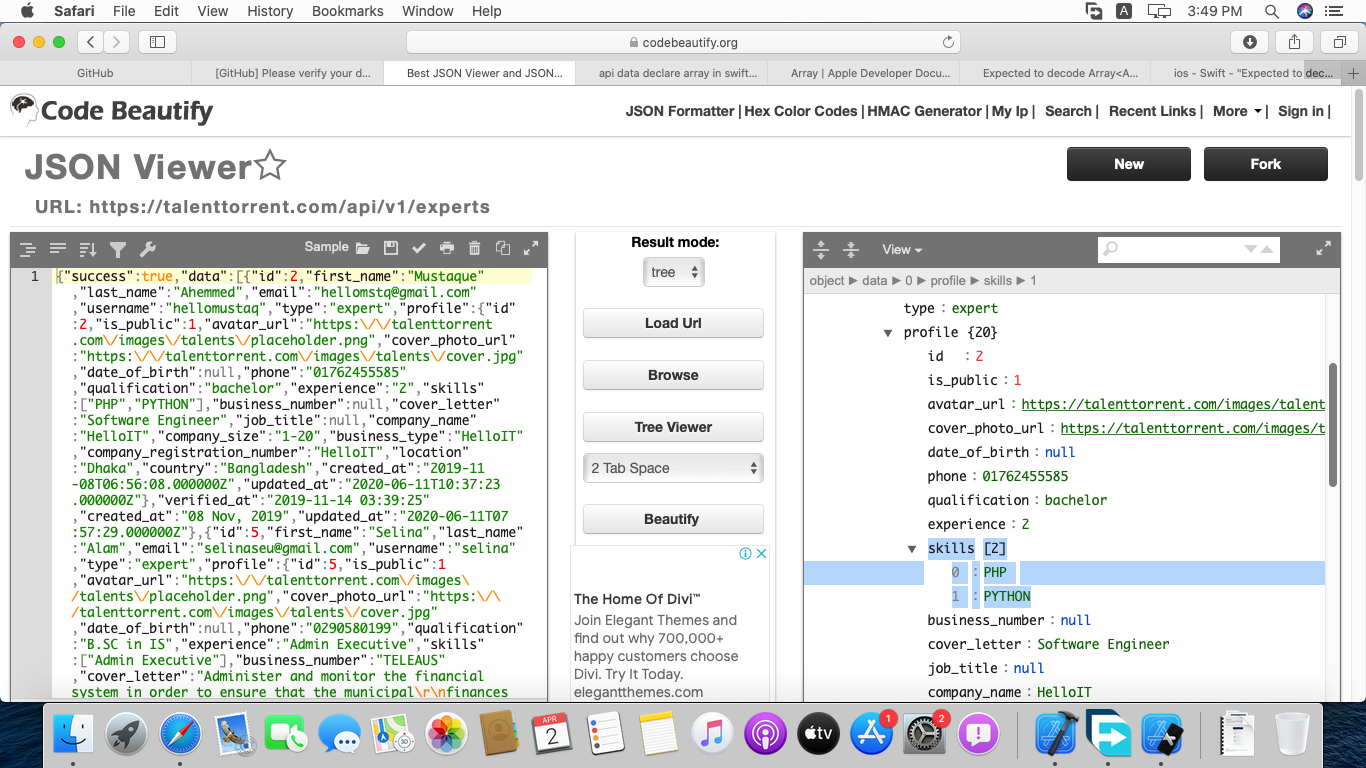 Safari File Edit View History Bookmarks Window Help 3:49 PM
codebeautify.org
GitHub [GitHub] Please verify your d... Best JSON Viewer and JSON... api data declare array in swift... Array | Apple Developer Docu... Expected to decode Array<A... ios - Swift - "Expected to dec...
Code Beautify
JSON Formatter | Hex Color Codes | HMAC Generator | My Ip | Search | Recent Links | More | Sign in |
JSON Viewer
New Fork
URL: https://talenttorrent.com/api/v1/experts
Sample
1
{"success":true,"data":[{"id":2,"first_name":"Mustaque"
,"last_name":"Ahemmed","email":"hellomstq@gmail.com"
,"username":"hellomustaq","type":"expert","profile":{"id"
:2,"is_public":1,"avatar_url":"https:\/\/talenttorrent
.com\/images\/talents\/placeholder.png","cover_photo_url"
:"https:\/\/talenttorrent.com\/images\/talents\/cover.jpg"
,"date_of_birth":null,"phone":"01762455585"
,"qualification":"bachelor","experience":"2","skills"
:["PHP","PYTHON"],"business_number":null,"cover_letter"
:"Software Engineer","job_title":null,"company_name"
:"HelloIT","company_size":"1-20","business_type":"HelloIT"
,"company_registration_number":"HelloIT","location"
:"Dhaka","country":"Bangladesh","created_at":"2019-11
-08T06:56:08.000000Z","updated_at":"2020-06-11T10:37:23
.000000Z"},"verified_at":"2019-11-14 03:39:25"
,"created_at":"08 Nov, 2019","updated_at":"2020-06-11T07
:57:29.000000Z"},{"id":5,"first_name":"Selina","last_name"
:"Alam","email":"selinaseu@gmail.com","username":"selina"
,"type":"expert","profile":{"id":5,"is_public":1
,"avatar_url":"https:\/\/talenttorrent.com\/images\
/talents\/placeholder.png","cover_photo_url":"https:\/\
/talenttorrent.com\/images\/talents\/cover.jpg"
,"date_of_birth":null,"phone":"0290580199","qualification"
:"B.SC in IS","experience":"Admin Executive","skills"
:["Admin Executive"],"business_number":"TELEAUS"
,"cover_letter":"Administer and monitor the financial
system in order to ensure that the municipal\r\nfinances
Result mode:
tree
Load Url
Browse
Tree Viewer
2 Tab Space
Beautify
The Home Of Divi™
Join Elegant Themes and
find out why 700,000+
happy customers choose
Divi. Try It Today.
elegantthemes.com
View
object ► data ► 0 ► profile ► skills ► 1
type : expert
▼ profile {20}
id : 2
is_public : 1
avatar_url : https://talenttorrent.com/images/talent
cover_photo_url : https://talenttorrent.com/images/t
date_of_birth : null
phone : 01762455585
qualification : bachelor
experience : 2
▼ skills [2]
0 : PHP
1 : PYTHON
business_number : null
cover_letter : Software Engineer
job_title : null
company_name : HelloIT
APR
2
3D
tv
1
2